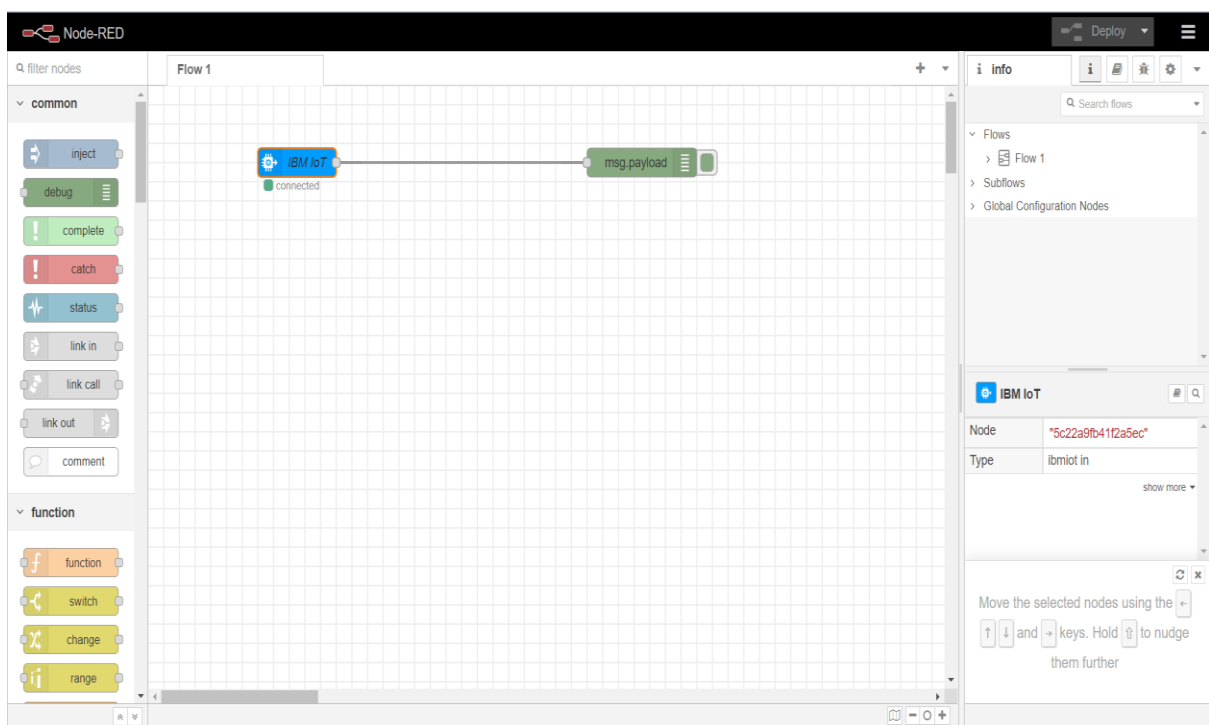 Node-RED
Deploy
filter nodes
Flow 1
i info
i
common
Search flows
inject
IBM IoT
msg.payload
connected
Flows
Flow 1
Subflows
Global Configuration Nodes
debug
complete
catch
status
link in
link call
link out
comment
IBM IoT
Node "5c22a9fb41f2a5ec"
Type ibmiot in
show more
function
function
switch
change
range
Move the selected nodes using the ←
↑ ↓ and → keys. Hold ⇧ to nudge
them further